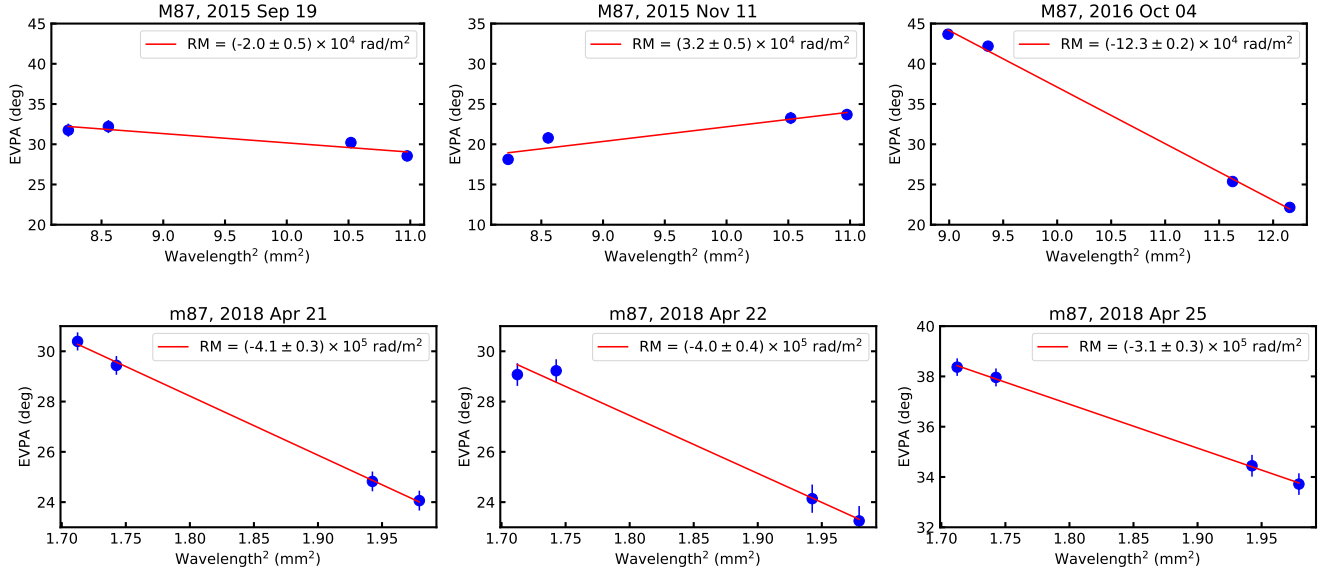 M87, 2015 Sep 19
RM = (-2.0 ± 0.5) × 10⁴ rad/m²
EVPA (deg)
45
40
35
30
25
20
8.5 9.0 9.5 10.0 10.5 11.0
Wavelength² (mm²)
M87, 2015 Nov 11
RM = (3.2 ± 0.5) × 10⁴ rad/m²
EVPA (deg)
35
30
25
20
15
10
8.5 9.0 9.5 10.0 10.5 11.0
Wavelength² (mm²)
M87, 2016 Oct 04
RM = (-12.3 ± 0.2) × 10⁴ rad/m²
EVPA (deg)
45
40
35
30
25
20
9.0 9.5 10.0 10.5 11.0 11.5 12.0
Wavelength² (mm²)
m87, 2018 Apr 21
RM = (-4.1 ± 0.3) × 10⁵ rad/m²
EVPA (deg)
30
28
26
24
1.70 1.75 1.80 1.85 1.90 1.95
Wavelength² (mm²)
m87, 2018 Apr 22
RM = (-4.0 ± 0.4) × 10⁵ rad/m²
EVPA (deg)
30
28
26
24
1.70 1.75 1.80 1.85 1.90 1.95
Wavelength² (mm²)
m87, 2018 Apr 25
RM = (-3.1 ± 0.3) × 10⁵ rad/m²
EVPA (deg)
40
38
36
34
32
1.70 1.75 1.80 1.85 1.90 1.95
Wavelength² (mm²)